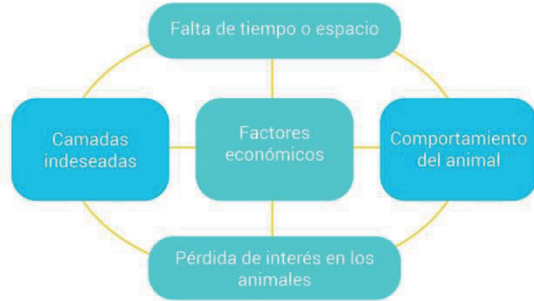 Falta de tiempo o espacio
Camadas
indeseadas
Factores
económicos
Comportamiento
del animal
Pérdida de interés en los
animales